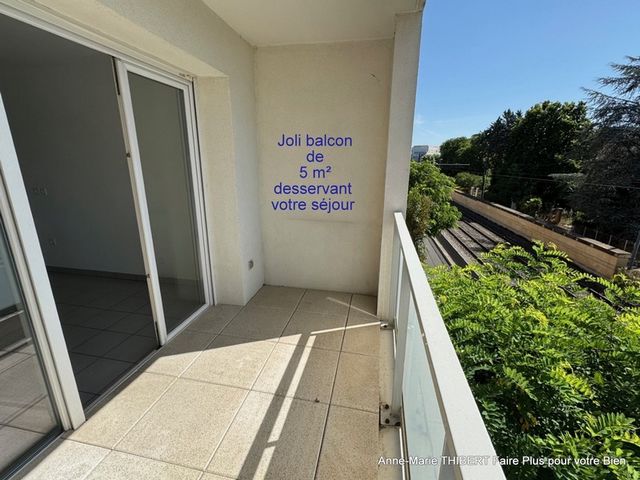 Joli balcon
de
5 m²
desservant
votre séjour
Anne-Marie THIBERT Faire Plus pour votre Bien